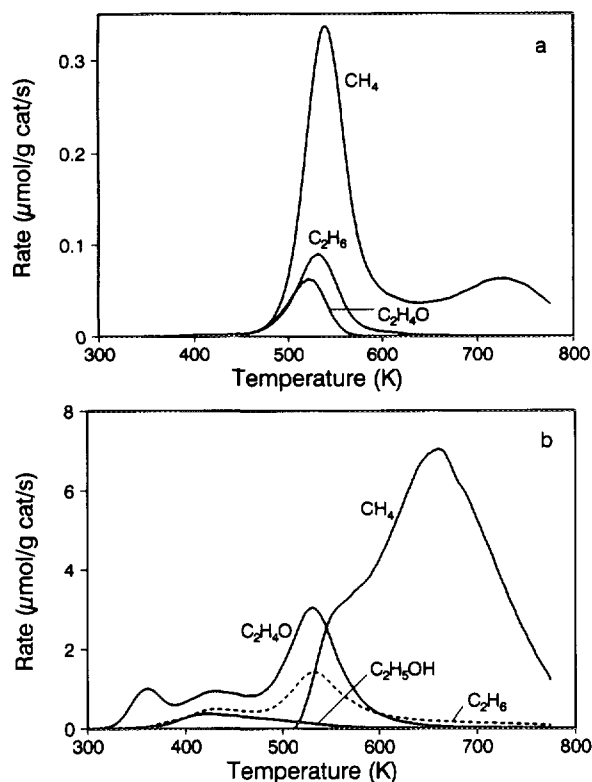 a
0.3
0.2
0.1
0
Rate (μmol/g cat/s)
CH₄
C₂H₆
C₂H₄O
300 400 500 600 700 800
Temperature (K)
b
8
6
4
2
0
Rate (μmol/g cat/s)
CH₄
C₂H₄O
C₂H₅OH
C₂H₆
300 400 500 600 700 800
Temperature (K)